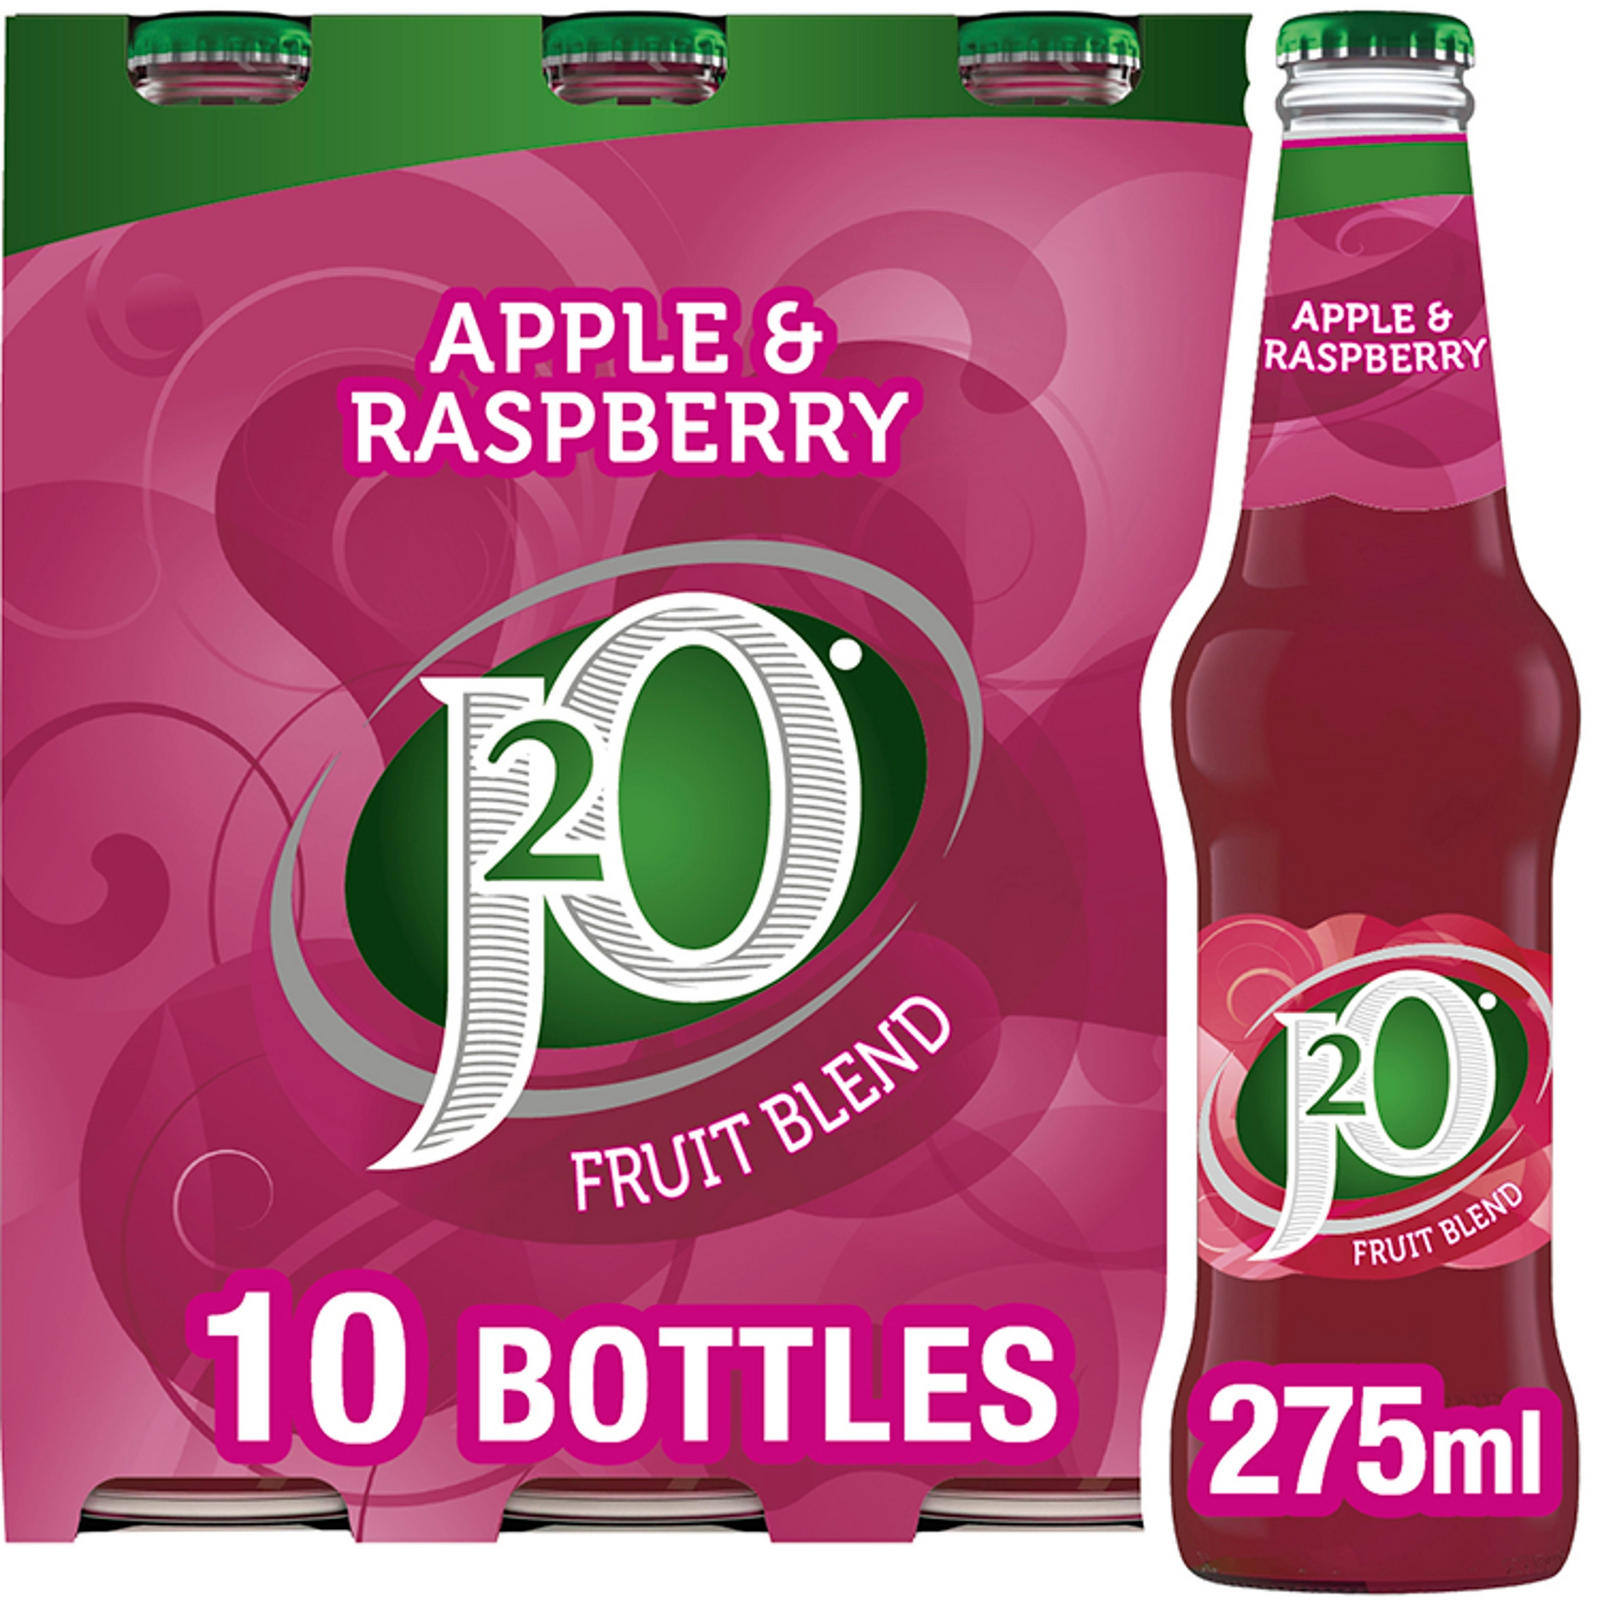 APPLE &
RASPBERRY
J2O
FRUIT BLEND
10 BOTTLES
APPLE &
RASPBERRY
J2O
FRUIT BLEND
275ml